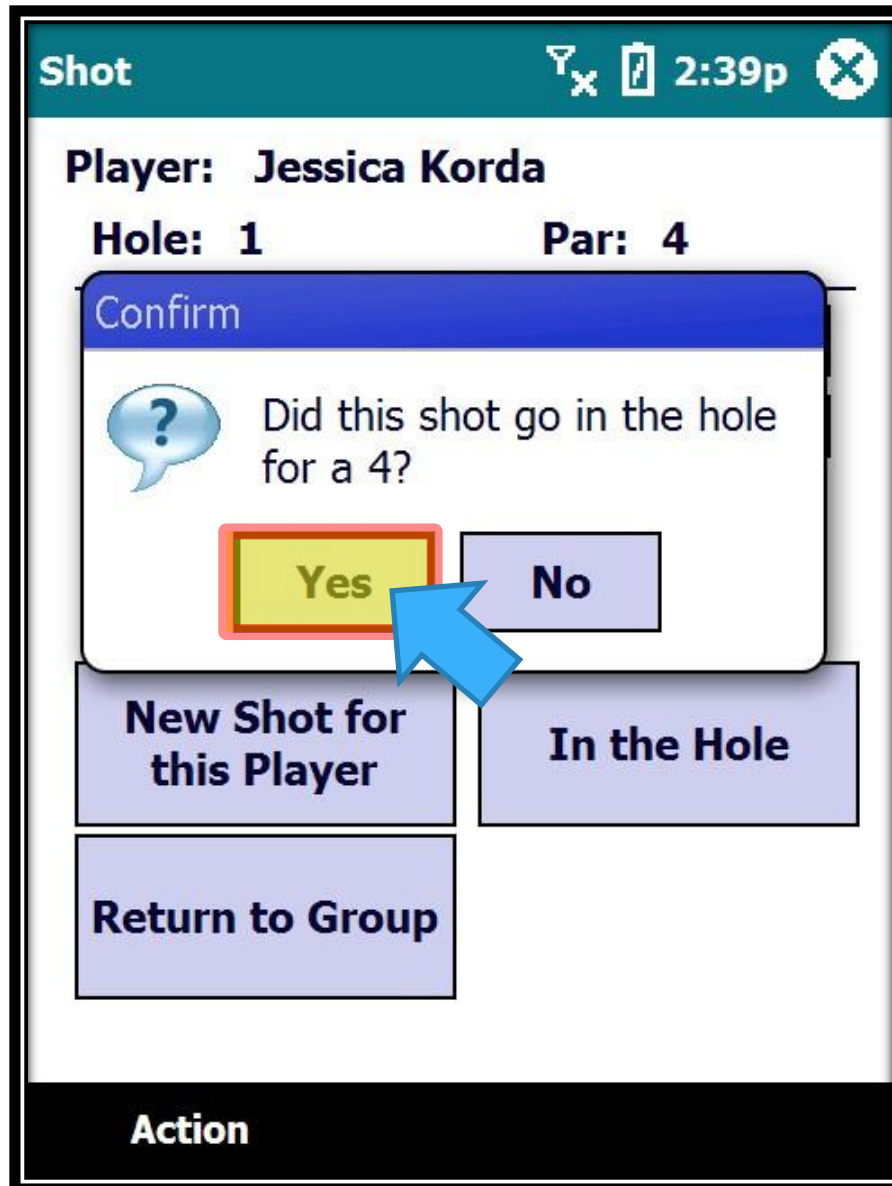 Shot 2:39p
Player: Jessica Korda
Hole: 1 Par: 4
Confirm
?
Did this shot go in the hole
for a 4?
Yes No
New Shot for
this Player
In the Hole
Return to Group
Action